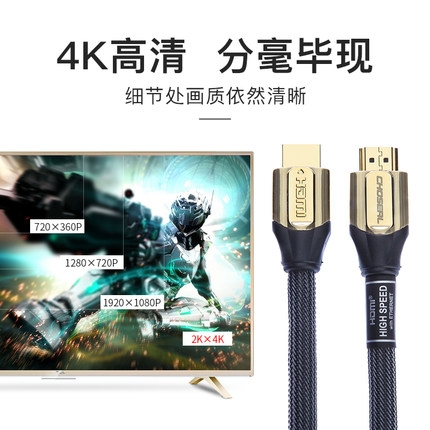 4K高清 分毫毕现
细节处画质依然清晰
720×360P
1280×720P
1920×1080P
2K×4K
HDMI
CHOSEAL
HDMI
HIGH SPEED
with ETHERNET